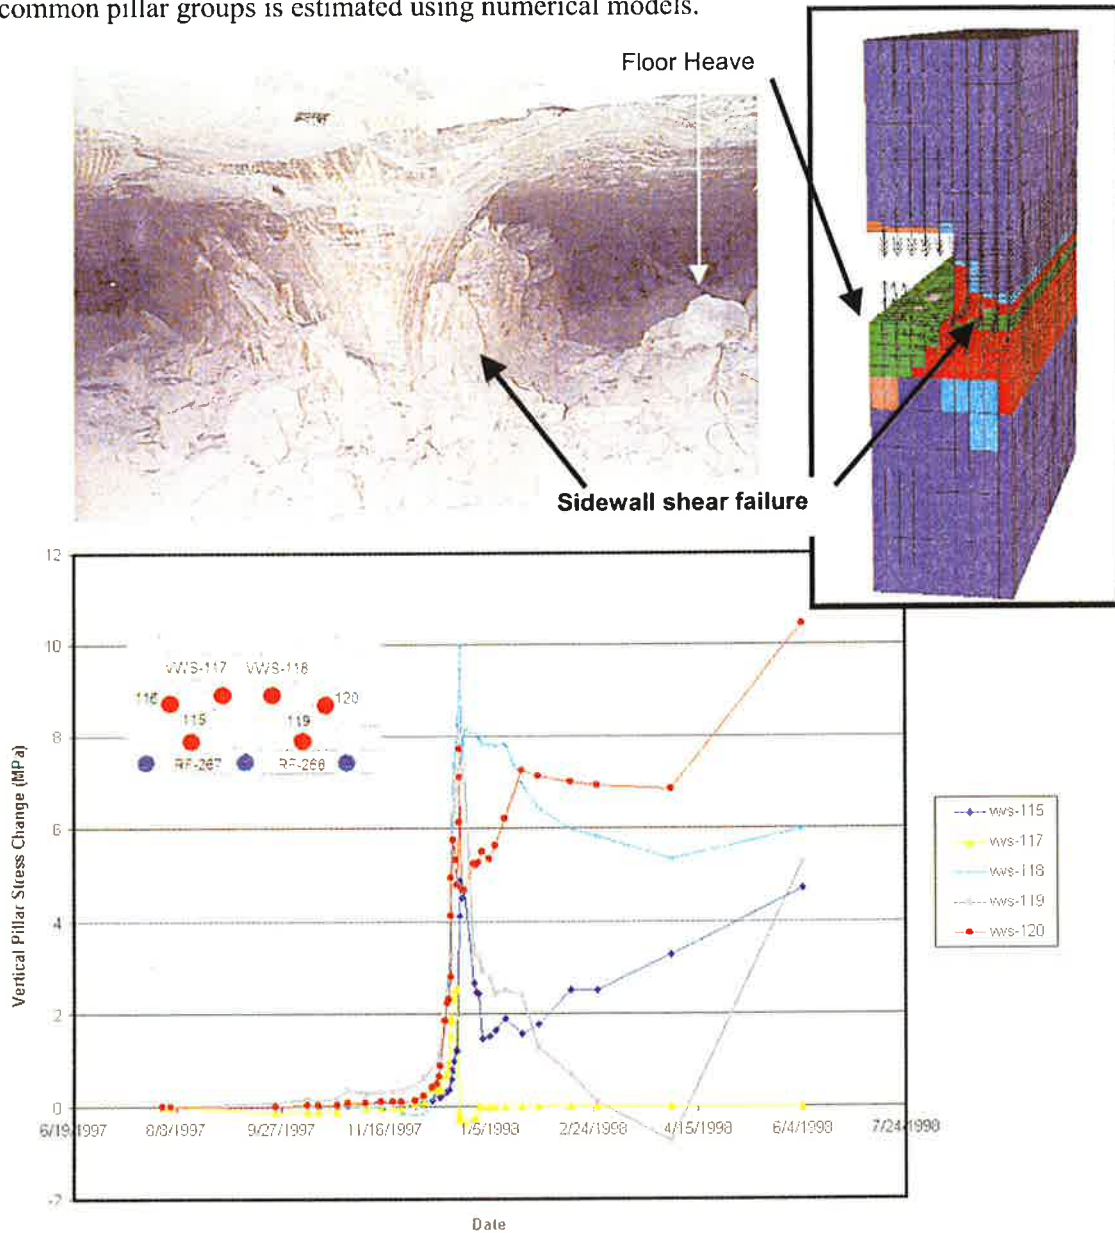 common pillar groups is estimated using numerical models.
Floor Heave
Sidewall shear failure
12
10
8
6
4
2
0
-2
Vertical Pillar Stress Change (MPa)
VWS-117 VWS-118
116
120
115
119
RF-267
RF-266
6/19/1997
8/8/1997
9/27/1997
11/16/1997
1/5/1998
2/24/1998
4/15/1998
6/4/1998
7/24/1998
Date
vws-115
vws-117
vws-118
vws-119
vws-120